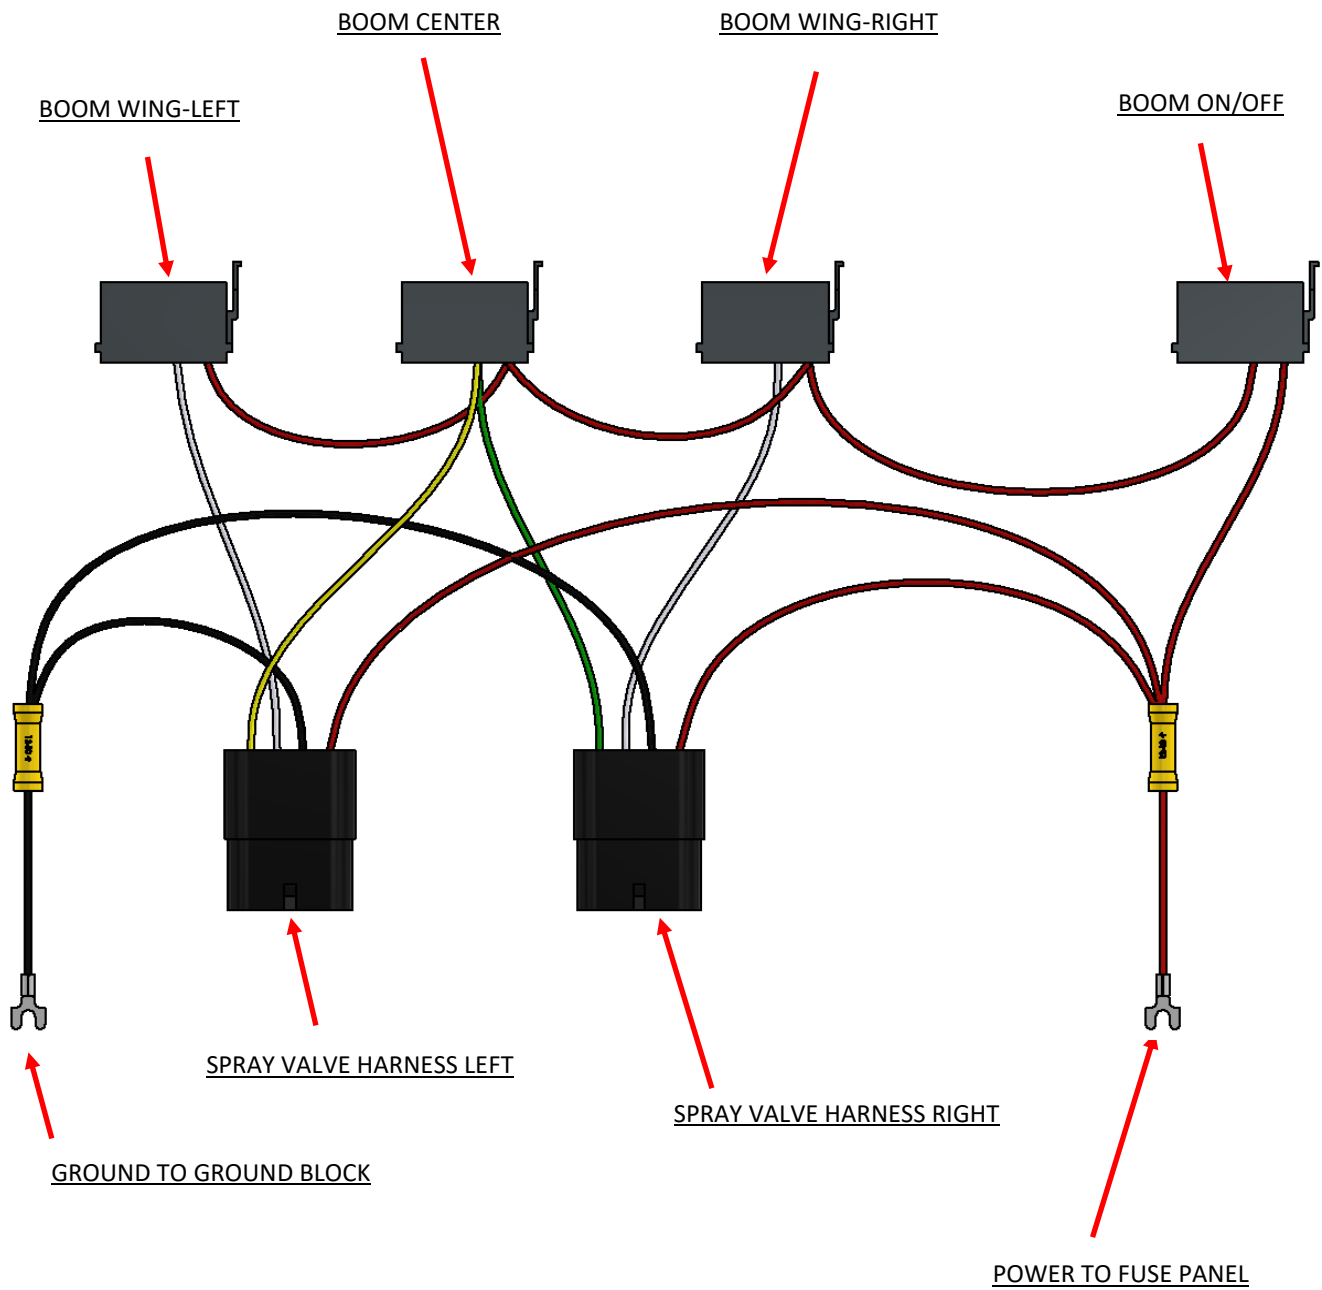 BOOM CENTER
BOOM WING-RIGHT
BOOM WING-LEFT
BOOM ON/OFF
SPRAY VALVE HARNESS LEFT
SPRAY VALVE HARNESS RIGHT
GROUND TO GROUND BLOCK
POWER TO FUSE PANEL